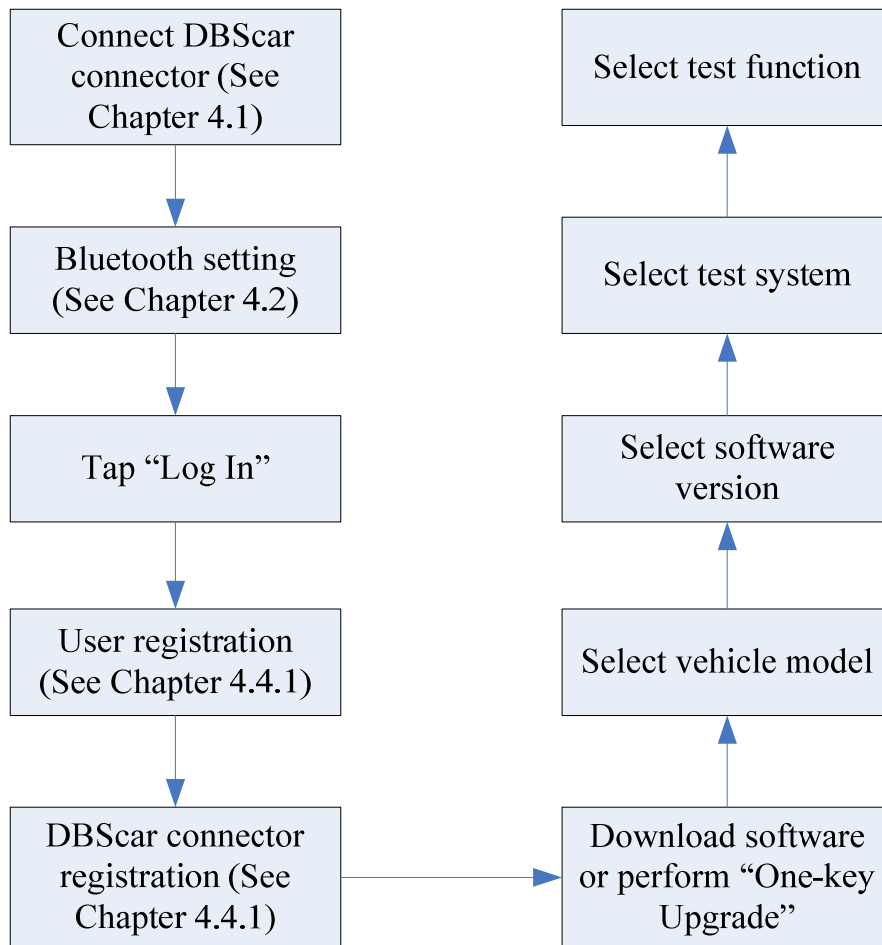 Connect DBScar
connector (See
Chapter 4.1)
Bluetooth setting
(See Chapter 4.2)
Tap “Log In”
User registration
(See Chapter 4.4.1)
DBScar connector
registration (See
Chapter 4.4.1)
Download software
or perform “One-key
Upgrade”
Select vehicle model
Select software
version
Select test system
Select test function